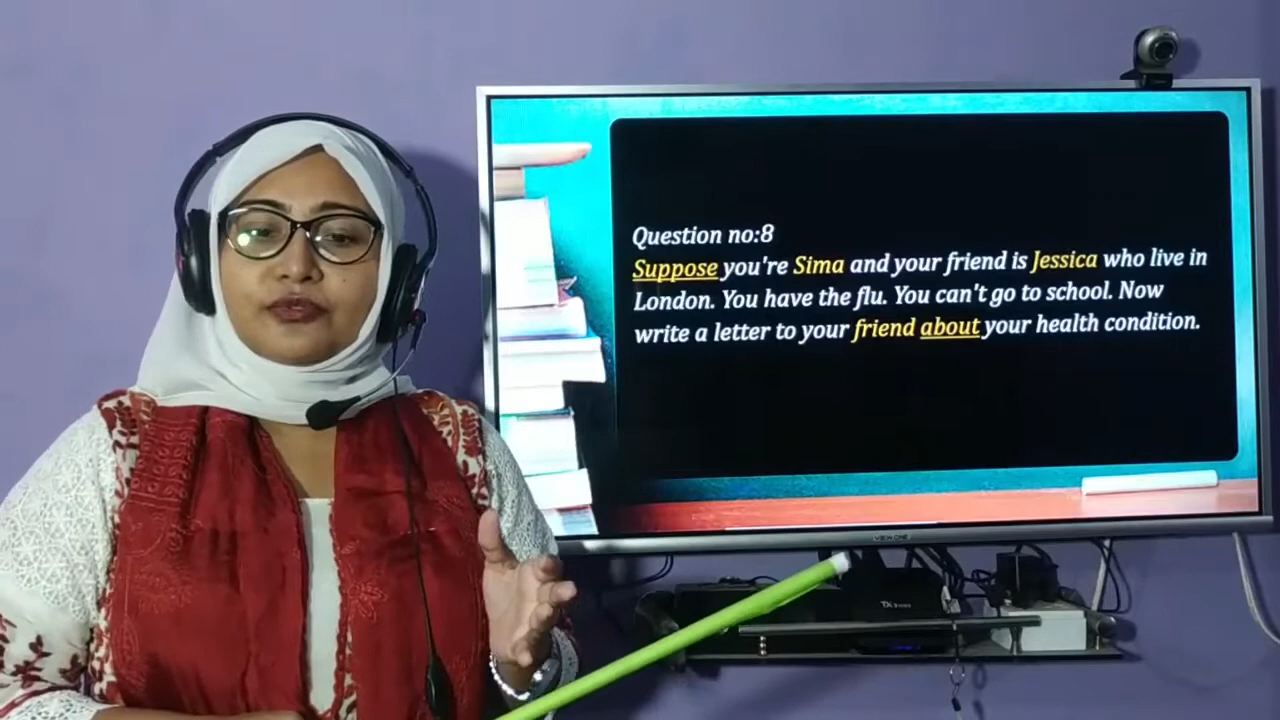 Question no:8
Suppose you're Sima and your friend is Jessica who live in
London. You have the flu. You can't go to school. Now
write a letter to your friend about your health condition.